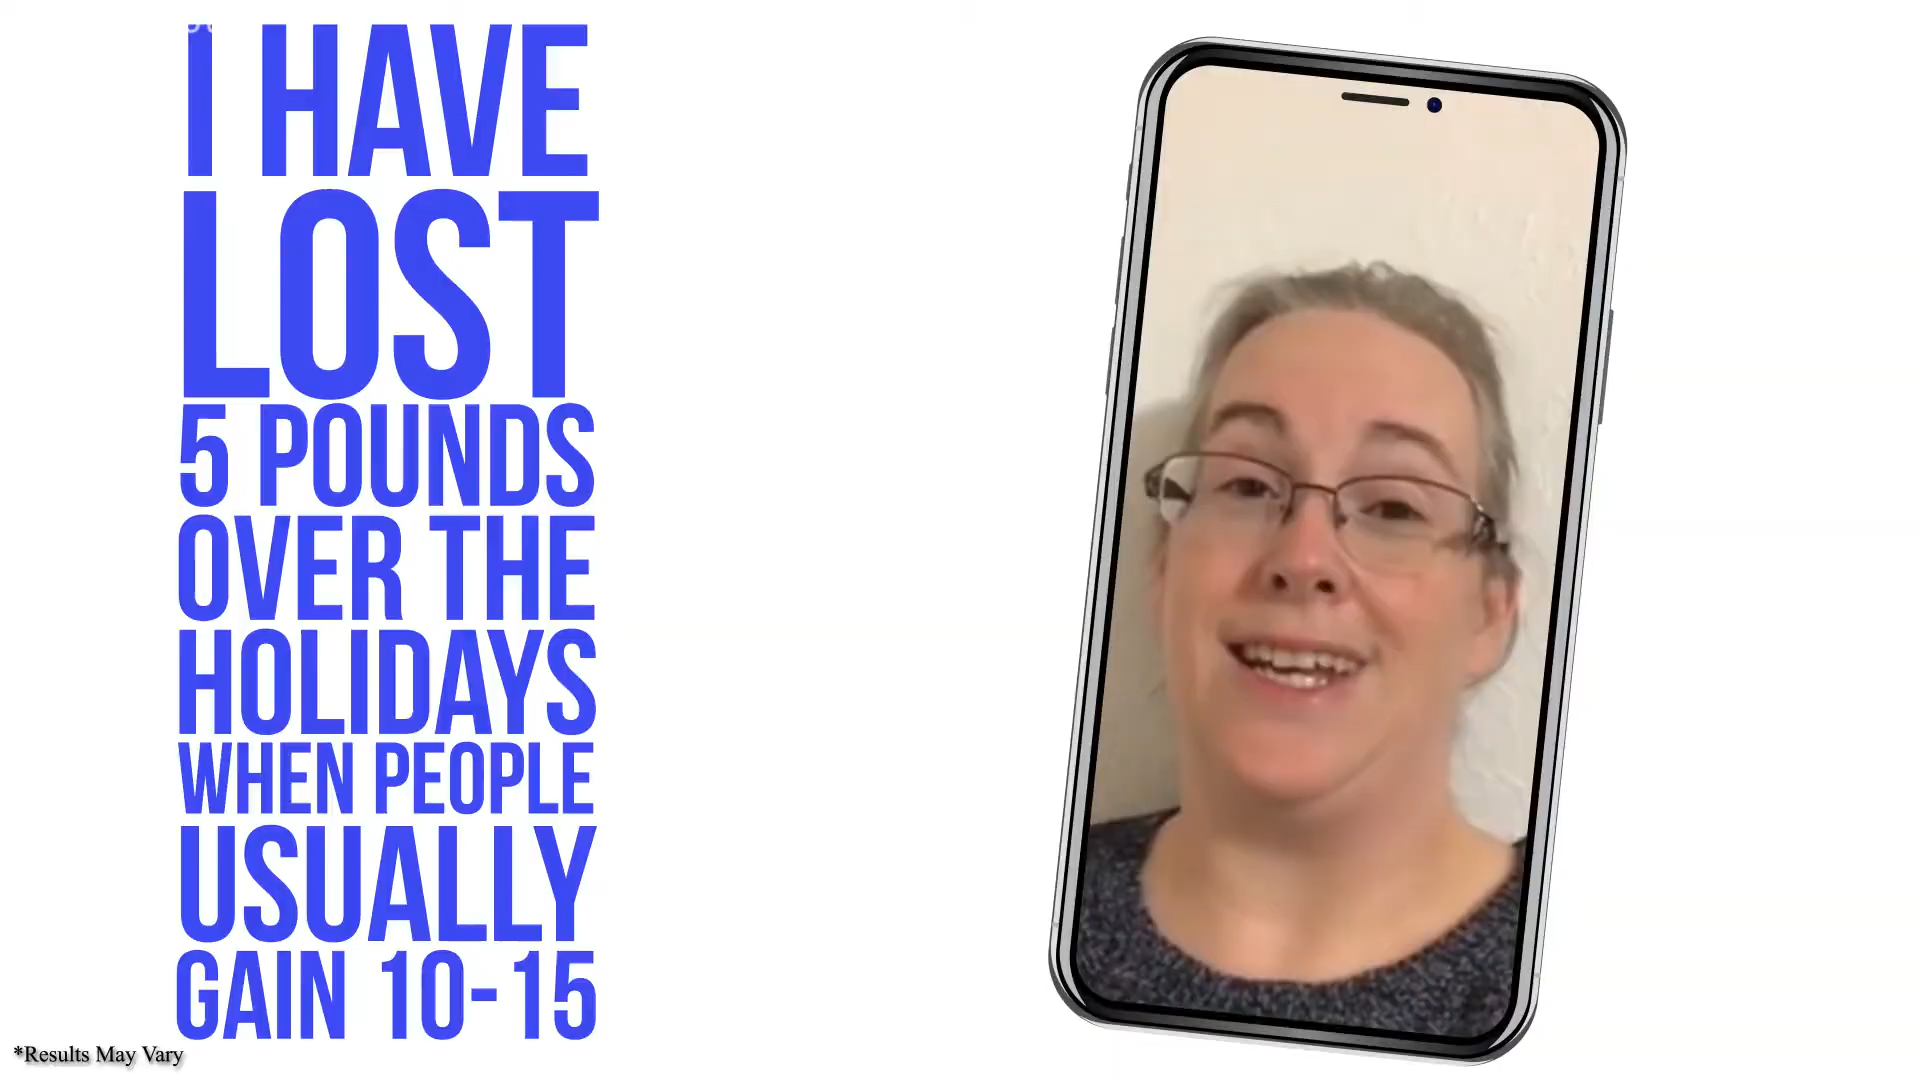 I HAVE
LOST
5 POUNDS
OVER THE
HOLIDAYS
WHEN PEOPLE
USUALLY
GAIN 10-15
*Results May Vary